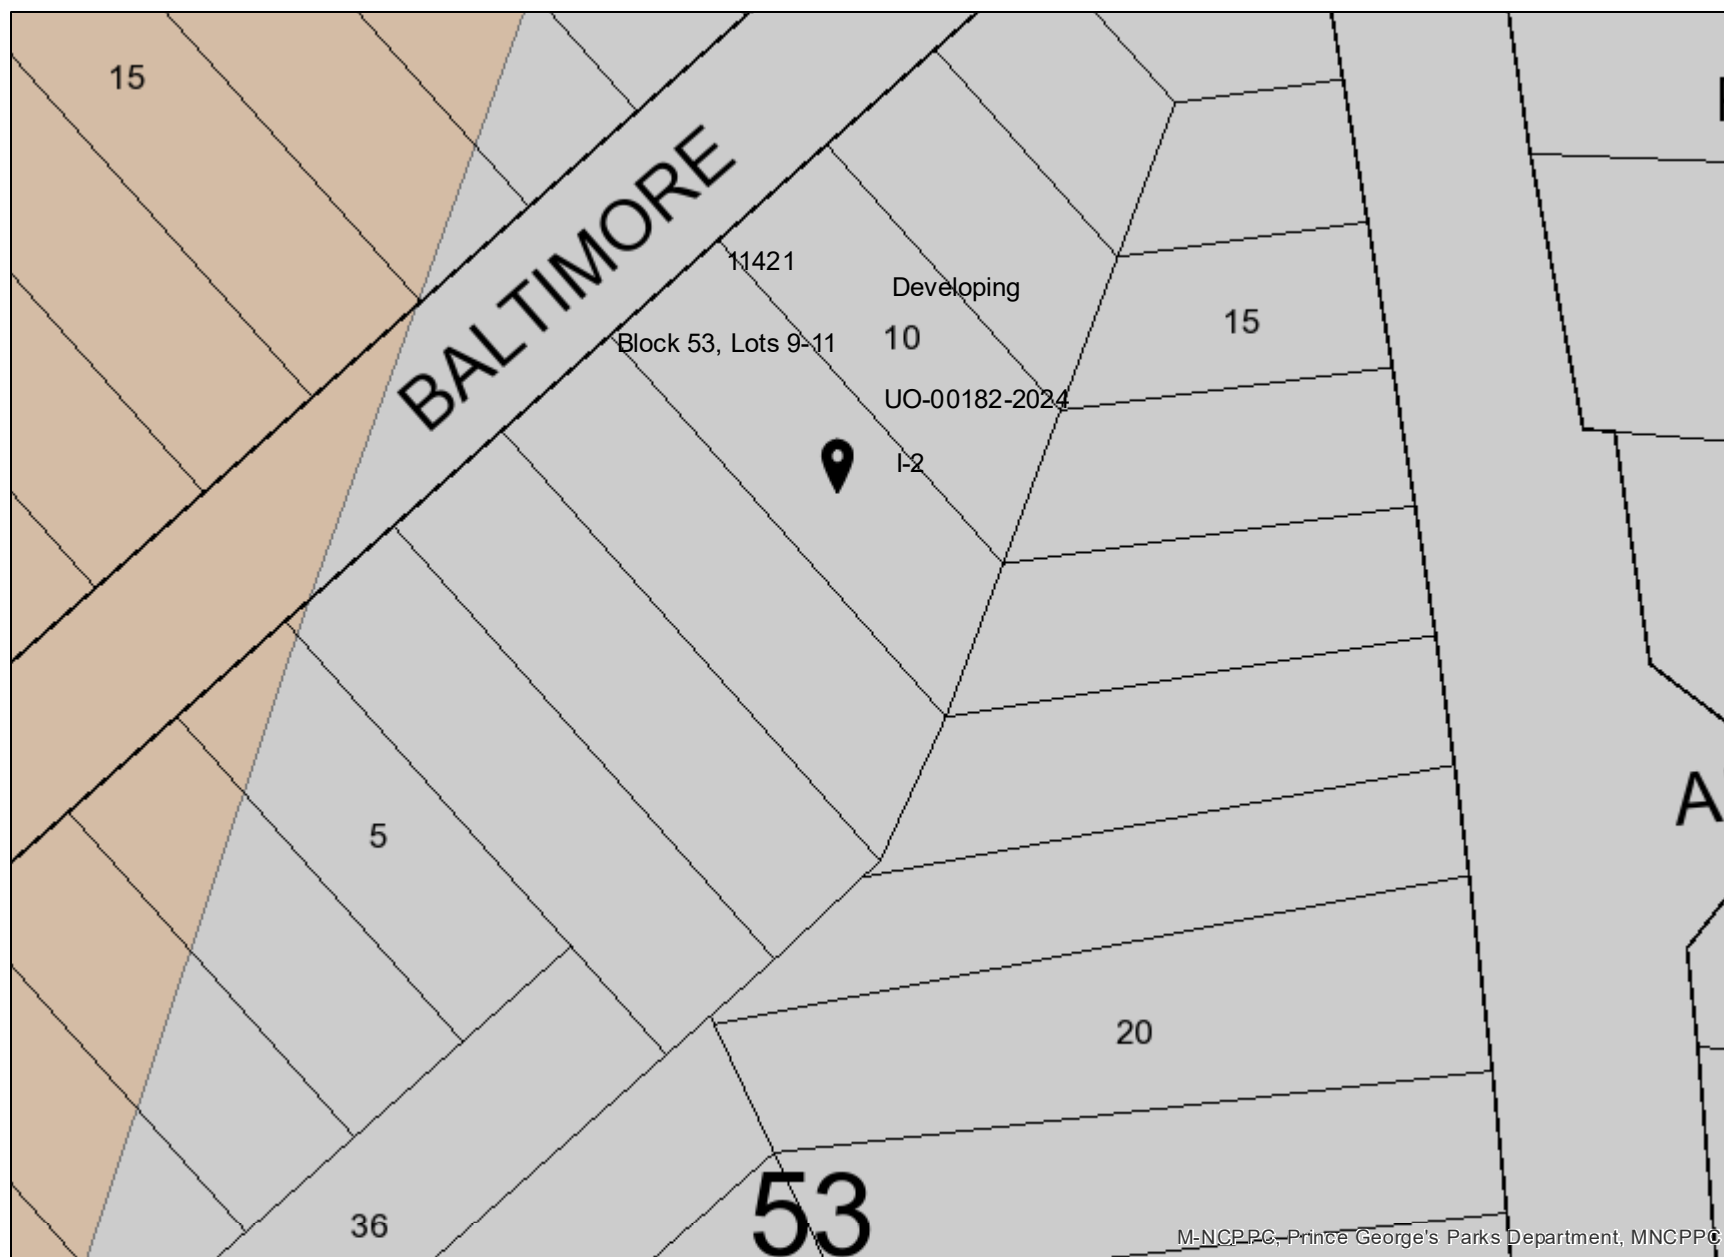 15
BALTIMORE
11421
Developing
Block 53, Lots 9-11
10
15
UO-00182-2024
I-2
A
5
20
53
36
M-NCPPC, Prince George's Parks Department, MNCPPC